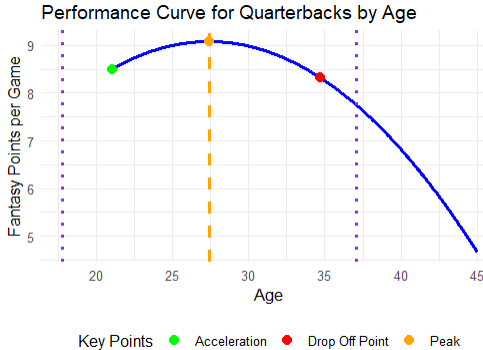 Performance Curve for Quarterbacks by Age
Fantasy Points per Game
9
8
7
6
5
20 25 30 35 40 45
Age
Key Points Acceleration Drop Off Point Peak